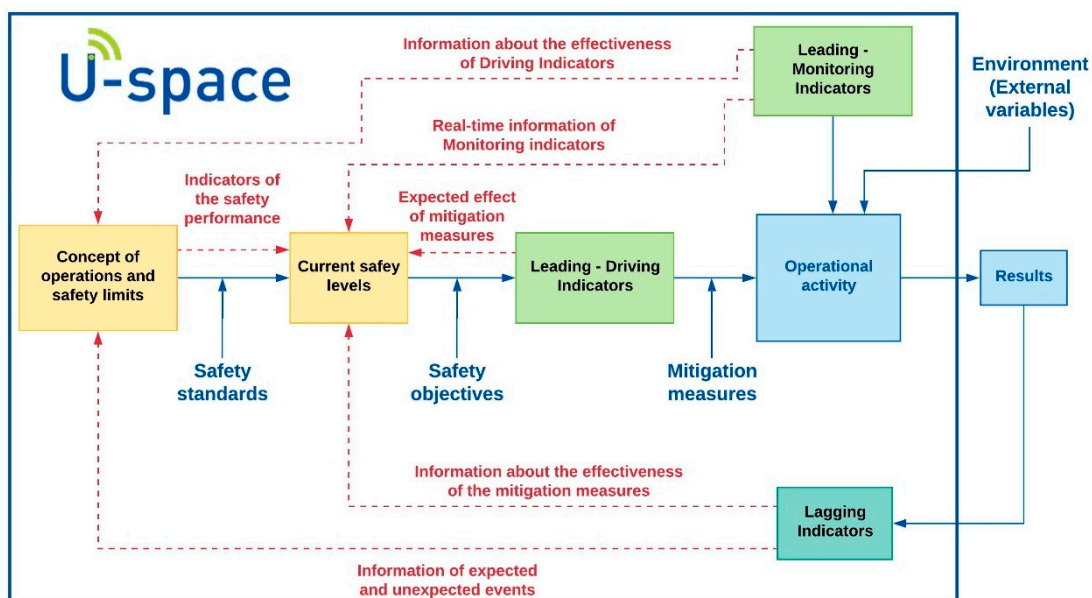 U-space
Information about the effectiveness
of Driving Indicators
Leading -
Monitoring
Indicators
Environment
(External
variables)
Real-time information of
Monitoring indicators
Indicators of
the safety
performance
Expected effect
of mitigation
measures
Concept of
operations and
safety limits
Current safey
levels
Leading - Driving
Indicators
Operational
activity
Results
Safety
standards
Safety
objectives
Mitigation
measures
Information about the effectiveness
of the mitigation measures
Lagging
Indicators
Information of expected
and unexpected events